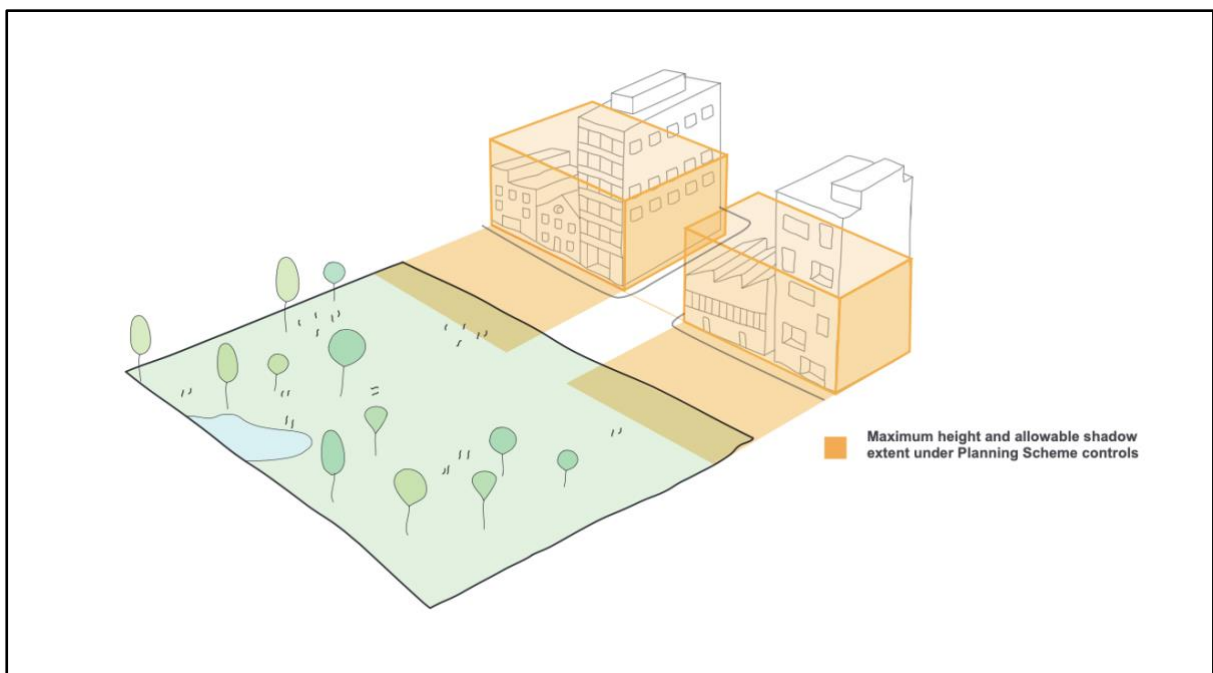 Maximum height and allowable shadow
extent under Planning Scheme controls